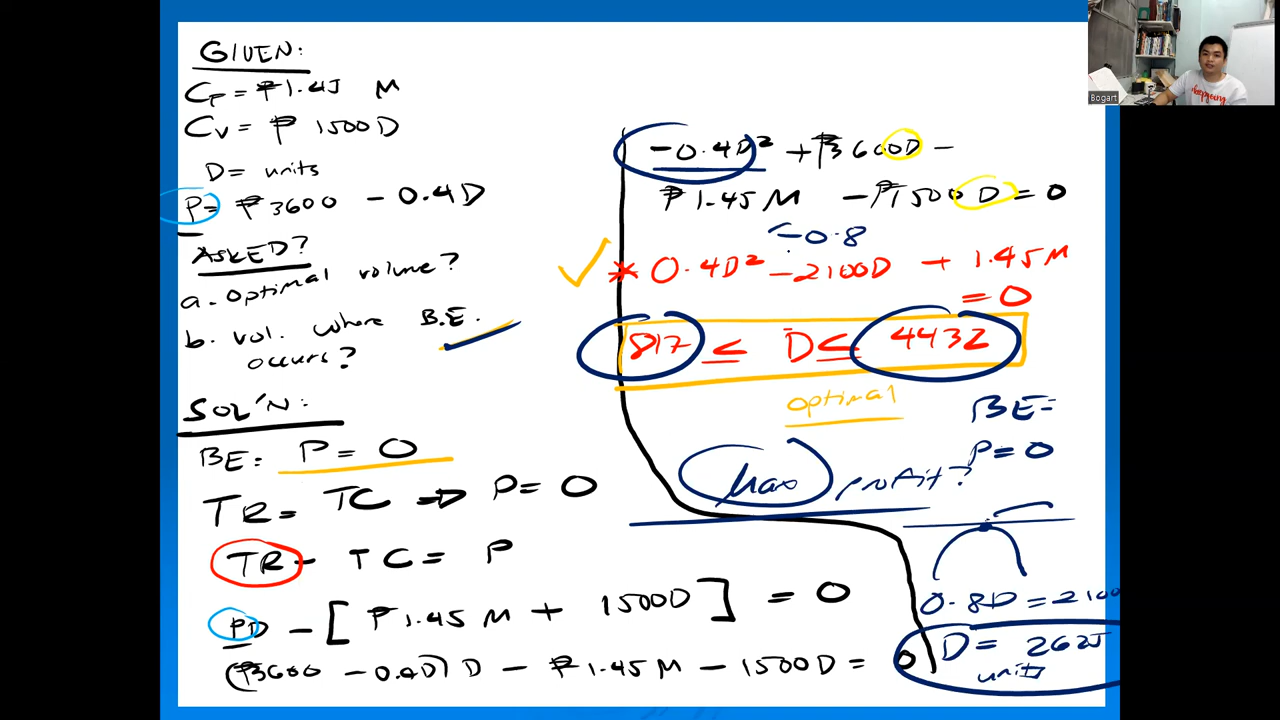 GIVEN:
CF = ₱1.45 M
Cv = ₱ 1500D
D = units
P = ₱3600 - 0.4D
ASKED?
a. optimal volume?
b. vol. where B.E.
occurs?
SOL'N:
BE: P = 0
TR = TC ⇒ P = 0
TR - TC = P
PD - [₱1.45 M + 1500D] = 0
(₱3600 - 0.4D) D - ₱1.45 M - 1500D = 0
-0.4D² + ₱3600D -
₱1.45 M - ₱1500D = 0
-0.8
* 0.4D² - 2100D + 1.45M
= 0
817 ≤ D ≤ 4432
optimal
BE =
P = 0
Max profit?
0.8D = 2100
D = 2625
units
Bogart